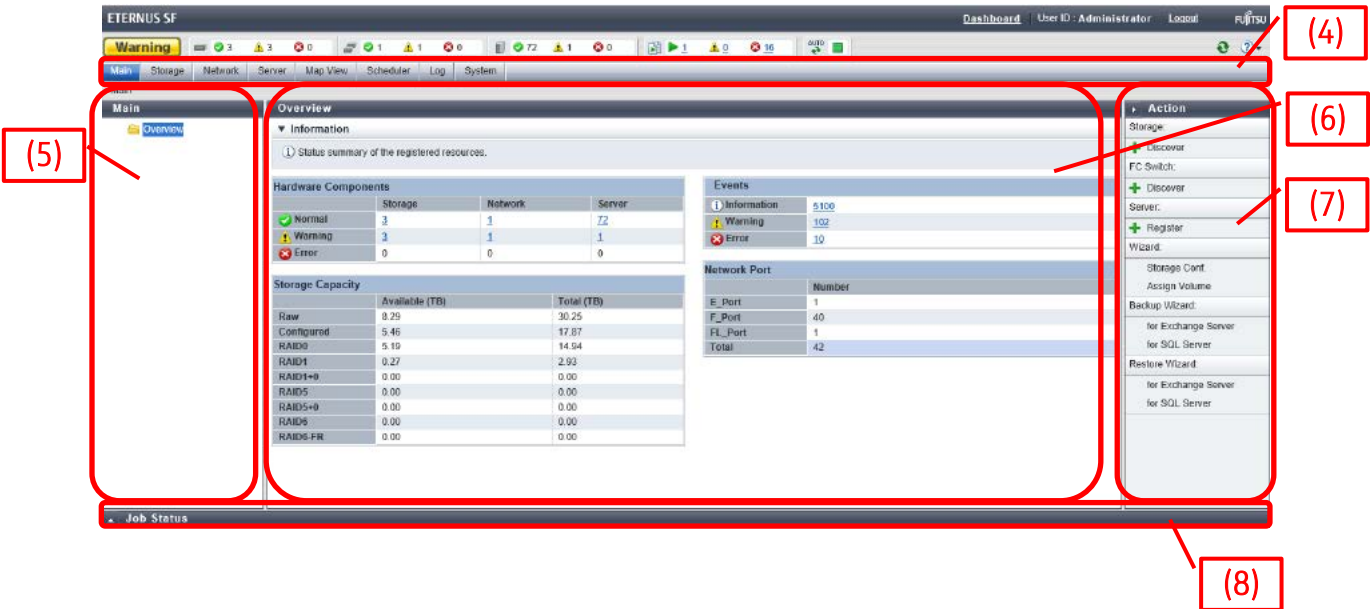 ETERNUS SF Dashboard User ID : Administrator Logout FUJITSU
Warning 3 3 0 1 1 0 72 1 0 1 0 16 AUTO ?
(4)
Main Storage Network Server Map View Scheduler Log System
Main
Main Overview Action
Overview Information Storage:
Status summary of the registered resources. Discover
(5)
(6)
FC Switch:
Hardware Components Events Discover
Storage Network Server Information 5100 Server:
Normal 3 1 72 Warning 102 Register
Warning 3 1 1 Error 10 Wizard:
Error 0 0 0
(7)
Network Port Storage Conf.
Storage Capacity Number Assign Volume
Available (TB) Total (TB) E_Port 1 Backup Wizard:
Raw 8.29 30.25 F_Port 40 for Exchange Server
Configured 5.46 17.87 FL_Port 1 for SQL Server
RAID0 5.19 14.94 Total 42
RAID1 0.27 2.93 Restore Wizard:
RAID1+0 0.00 0.00 for Exchange Server
RAID5 0.00 0.00 for SQL Server
RAID5+0 0.00 0.00
RAID6 0.00 0.00
RAID6-FR 0.00 0.00
Job Status
(8)